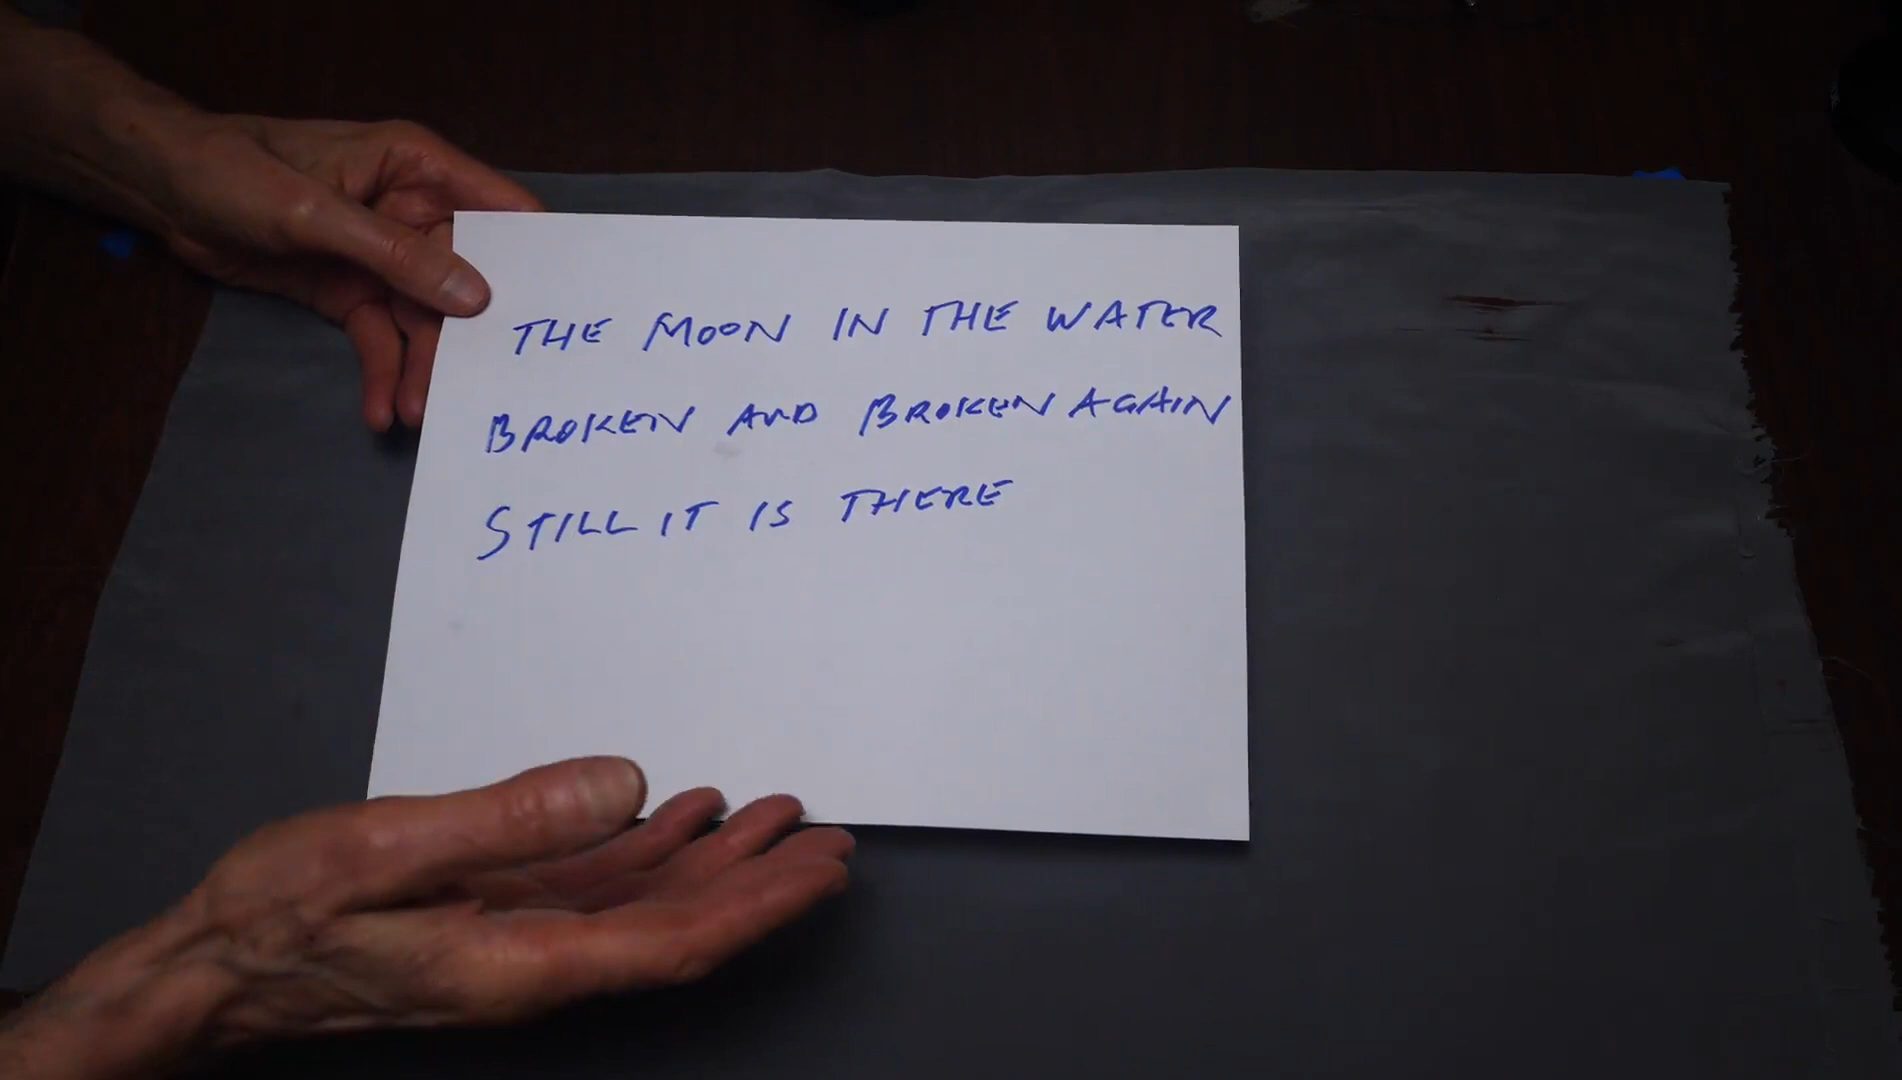 THE MOON IN THE WATER
BROKEN AND BROKEN AGAIN
STILL IT IS THERE